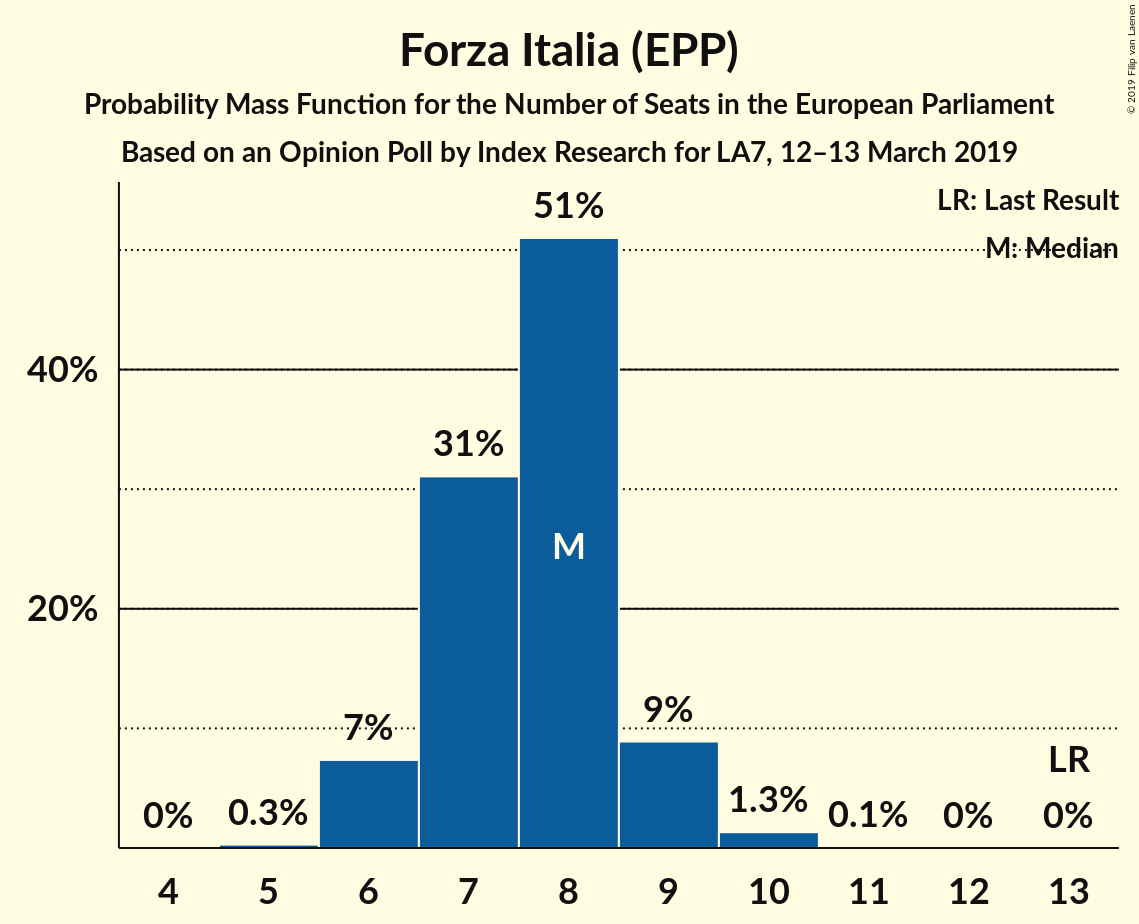 Forza Italia (EPP)
Probability Mass Function for the Number of Seats in the European Parliament
Based on an Opinion Poll by Index Research for LA7, 12–13 March 2019
© 2019 Filip van Laenen
LR: Last Result
M: Median
51%
40%
31%
M
20%
9%
7%
LR
0% 0.3% 1.3% 0.1% 0% 0%
4 5 6 7 8 9 10 11 12 13